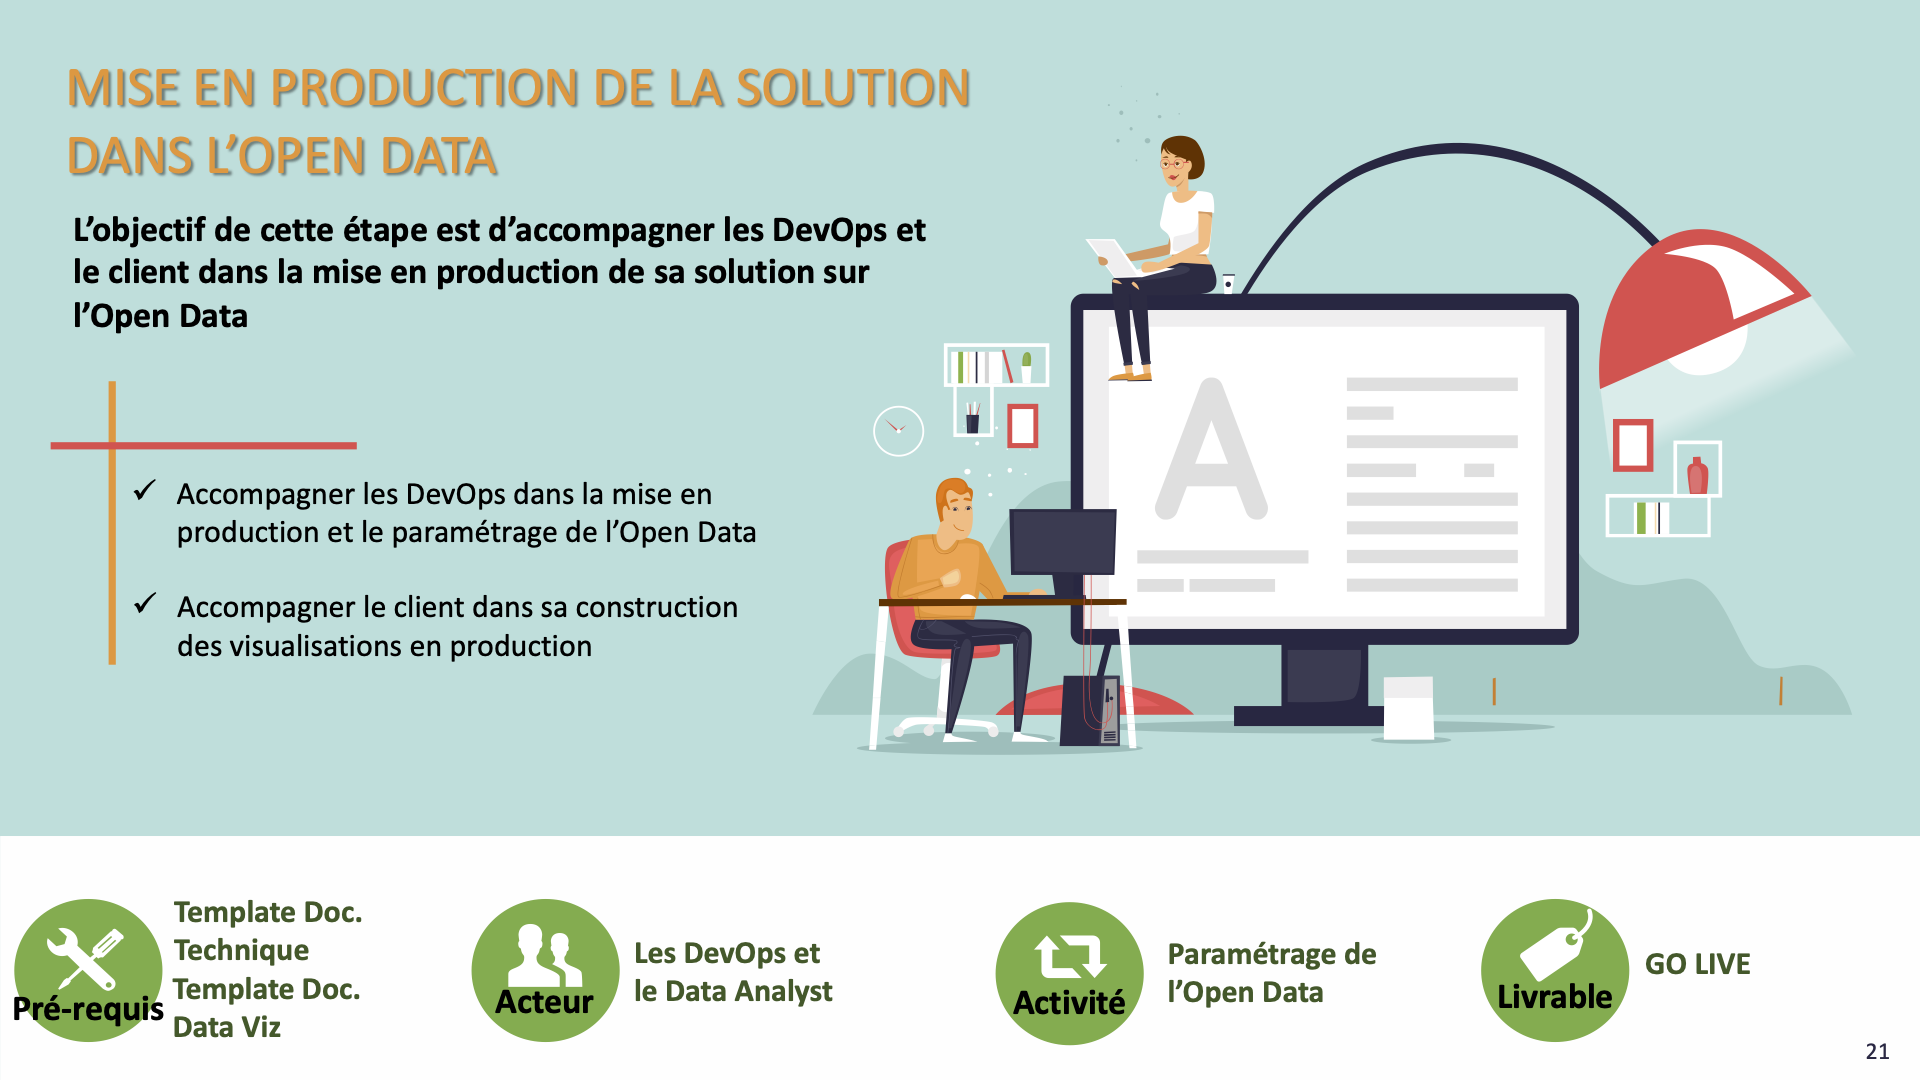 MISE EN PRODUCTION DE LA SOLUTION
DANS L’OPEN DATA
L’objectif de cette étape est d’accompagner les DevOps et
le client dans la mise en production de sa solution sur
l’Open Data
✓ Accompagner les DevOps dans la mise en
production et le paramétrage de l’Open Data
✓ Accompagner le client dans sa construction
des visualisations en production
A
Pré-requis
Template Doc.
Technique
Template Doc.
Data Viz
Acteur
Les DevOps et
le Data Analyst
Activité
Paramétrage de
l’Open Data
Livrable
GO LIVE
21